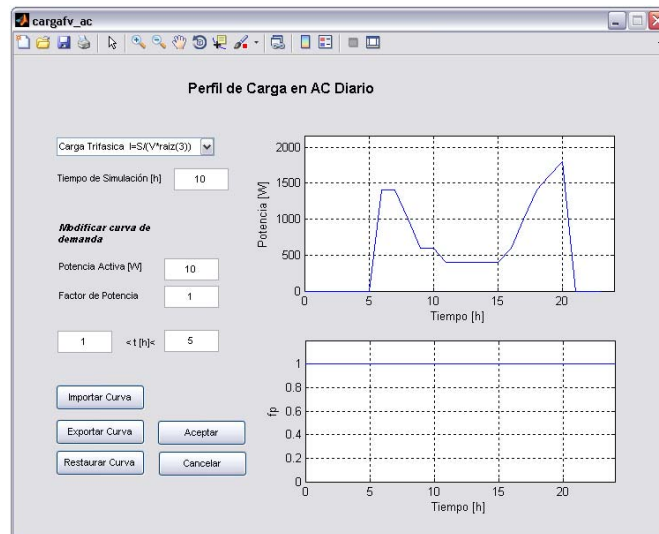 cargafv_ac
Perfil de Carga en AC Diario
Carga Trifasica I=S/(V*raiz(3))
Tiempo de Simulación [h] 10
Modificar curva de
demanda
Potencia Activa [W] 10
Factor de Potencia 1
1 < t [h]< 5
Importar Curva
Exportar Curva Aceptar
Restaurar Curva Cancelar
Potencia [W]
2000
1500
1000
500
0
0 5 10 15 20
Tiempo [h]
fp
1
0.8
0.6
0.4
0.2
0
0 5 10 15 20
Tiempo [h]